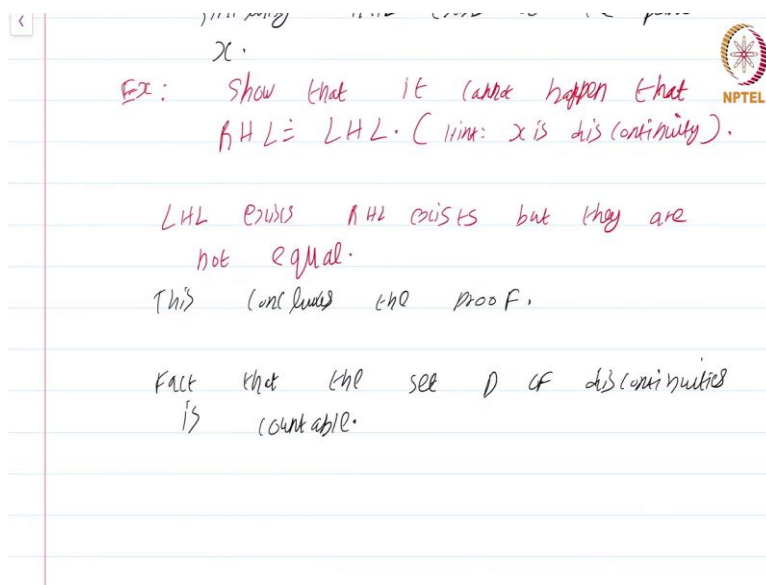 x.
Ex: Show that it cannot happen that
RHL = LHL. (Hint: x is discontinuity).
NPTEL
LHL exists RHL exists but they are
not equal.
This concludes the proof.
Fact that the set D of discontinuities
is countable.